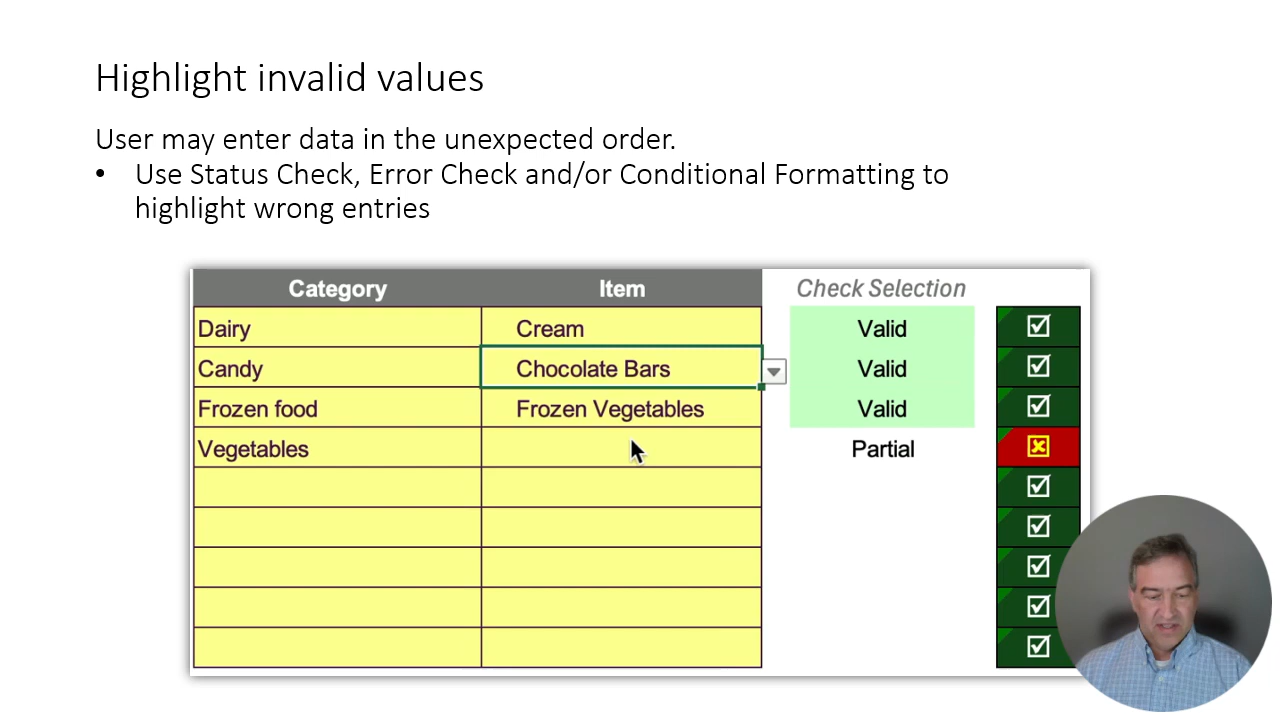 Highlight invalid values
User may enter data in the unexpected order.
• Use Status Check, Error Check and/or Conditional Formatting to
highlight wrong entries
Category Item Check Selection
Dairy Cream Valid
Candy Chocolate Bars Valid
Frozen food Frozen Vegetables Valid
Vegetables Partial